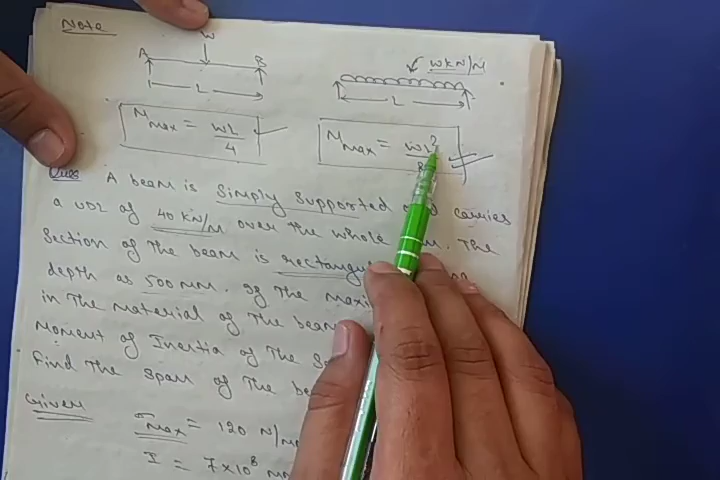 Note
W
A B
L
w kN/M
L
M max = WL/4
M max = WL²/8
Ques A beam is simply supported and carries
a UDL of 40 kN/M over the whole . The
section of the beam is rectangu
depth as 500 mm. If the maxi
in the material of the beam
moment of Inertia of the S
find the span of the be
Given
σmax = 120 N/m
I = 7×10⁸ m